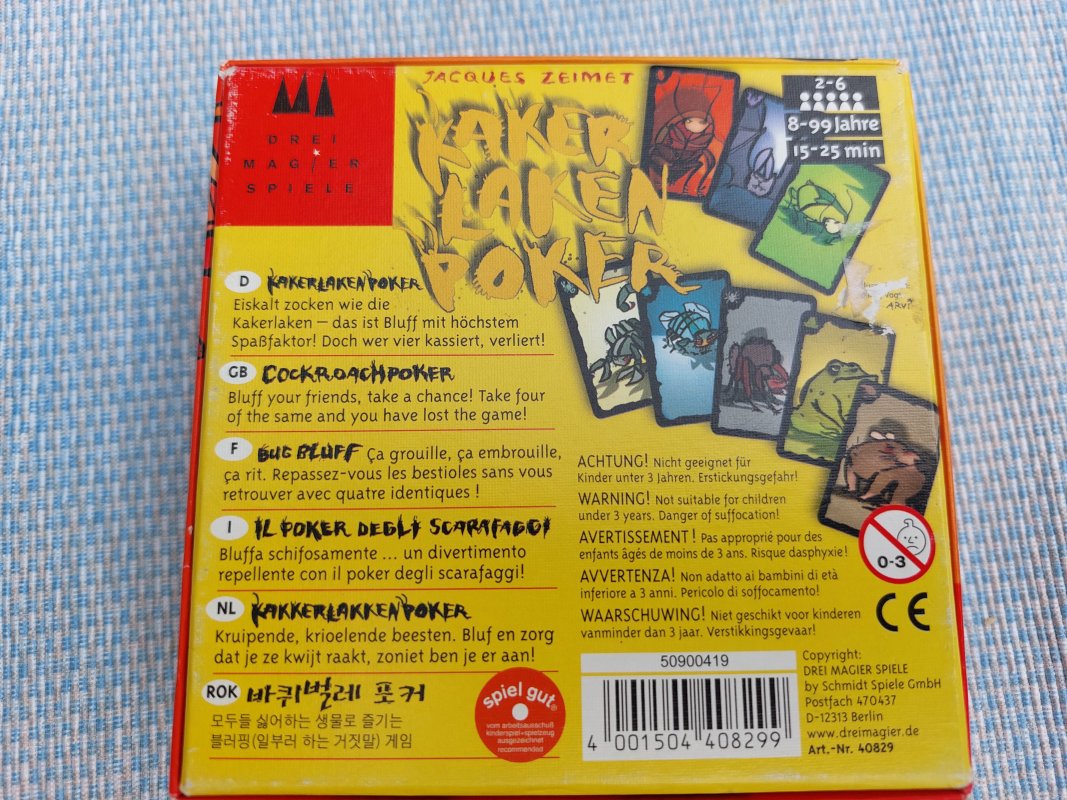 JACQUES ZEIMET
DREI
MAGIER
SPIELE
KAKER
LAKEN
POKER
2-6
8-99 Jahre
15-25 min
ARVI
D KAKERLAKENPOKER
Eiskalt zocken wie die
Kakerlaken – das ist Bluff mit höchstem
Spaßfaktor! Doch wer vier kassiert, verliert!
GB COCKROACHPOKER
Bluff your friends, take a chance! Take four
of the same and you have lost the game!
F BUG BLUFF Ça grouille, ça embrouille,
ça rit. Repassez-vous les bestioles sans vous
retrouver avec quatre identiques !
I IL POKER DEGLI SCARAFAGGI
Bluffa schifosamente ... un divertimento
repellente con il poker degli scarafaggi!
NL KAKKERLAKKENPOKER
Kruipende, krioelende beesten. Bluf en zorg
dat je ze kwijt raakt, zoniet ben je er aan!
ROK 바퀴벌레 포커
모두들 싫어하는 생물로 즐기는
블러핑(일부러 하는 거짓말) 게임
spiel gut®
vom arbeitsausschuß
kinderspiel+spielzeug
ausgezeichnet
recommended
ACHTUNG! Nicht geeignet für
Kinder unter 3 Jahren. Erstickungsgefahr!
WARNING! Not suitable for children
under 3 years. Danger of suffocation!
AVERTISSEMENT ! Pas approprié pour des
enfants âgés de moins de 3 ans. Risque dasphyxie!
AVVERTENZA! Non adatto ai bambini di età
inferiore a 3 anni. Pericolo di soffocamento!
WAARSCHUWING! Niet geschikt voor kinderen
vanminder dan 3 jaar. Verstikkingsgevaar!
0-3
CE
50900419
4 001504 408299
Copyright:
DREI MAGIER SPIELE
by Schmidt Spiele GmbH
Postfach 470437
D-12313 Berlin
www.dreimagier.de
Art.-Nr. 40829